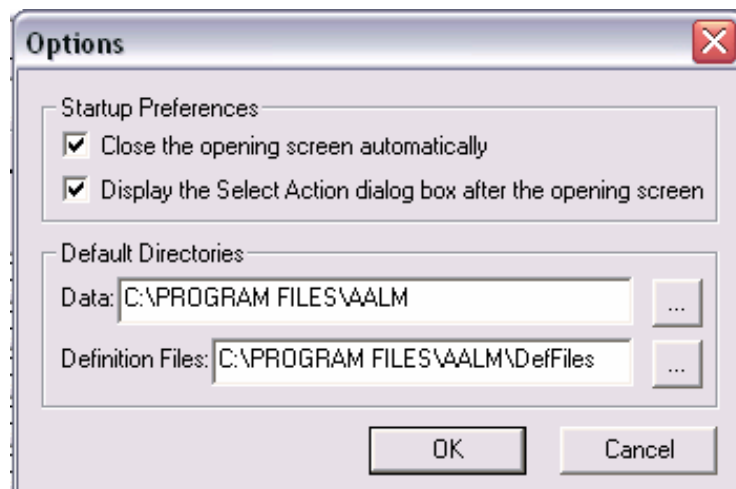 Options
Startup Preferences
Close the opening screen automatically
Display the Select Action dialog box after the opening screen
Default Directories
Data: C:\PROGRAM FILES\AALM ...
Definition Files: C:\PROGRAM FILES\AALM\DefFiles ...
OK Cancel